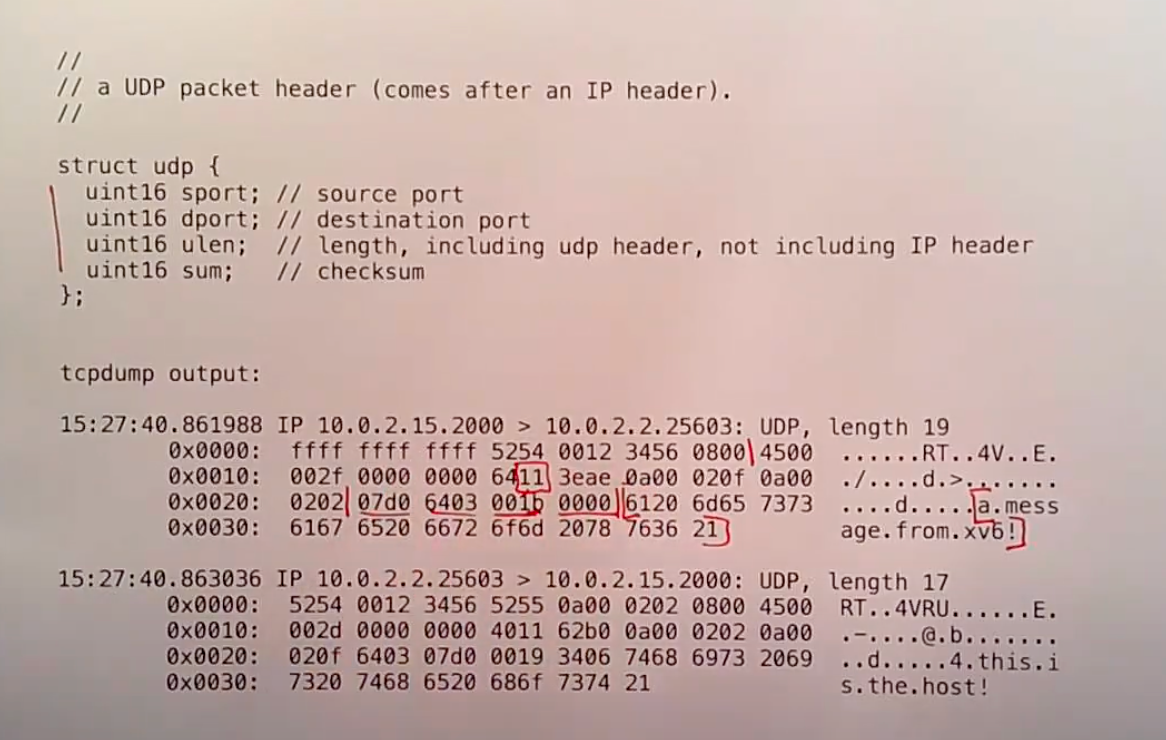 //
// a UDP packet header (comes after an IP header).
//
struct udp {
uint16 sport; // source port
uint16 dport; // destination port
uint16 ulen; // length, including udp header, not including IP header
uint16 sum; // checksum
};
tcpdump output:
15:27:40.861988 IP 10.0.2.15.2000 > 10.0.2.2.25603: UDP, length 19
0x0000: ffff ffff ffff 5254 0012 3456 0800 4500 ......RT..4V..E.
0x0010: 002f 0000 0000 6411 3eae 0a00 020f 0a00 ./....d.>.......
0x0020: 0202 07d0 6403 001b 0000 6120 6d65 7373 ....d.....a.mess
0x0030: 6167 6520 6672 6f6d 2078 7636 21 age.from.xv6!
15:27:40.863036 IP 10.0.2.2.25603 > 10.0.2.15.2000: UDP, length 17
0x0000: 5254 0012 3456 5255 0a00 0202 0800 4500 RT..4VRU......E.
0x0010: 002d 0000 0000 4011 62b0 0a00 0202 0a00 .-....@.b.......
0x0020: 020f 6403 07d0 0019 3406 7468 6973 2069 ..d.....4.this.i
0x0030: 7320 7468 6520 686f 7374 21 s.the.host!